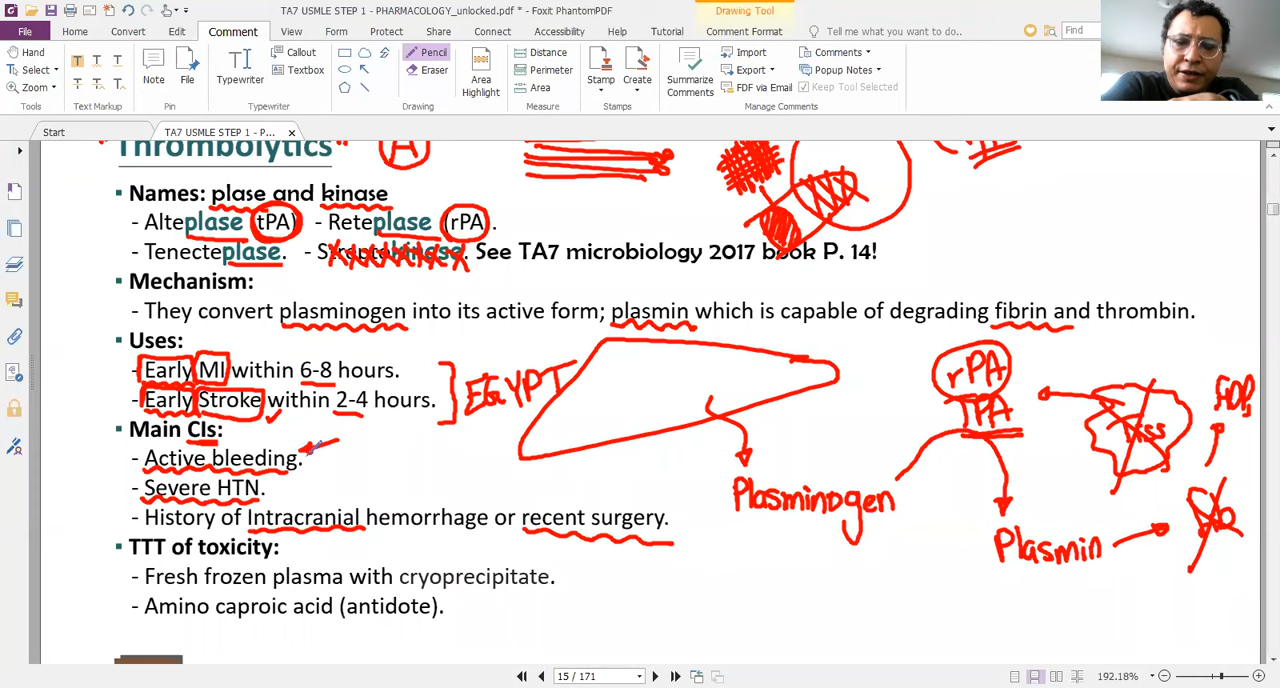 TA7 USMLE STEP 1 - PHARMACOLOGY_unlocked.pdf * - Foxit PhantomPDF
Drawing Tool
File Home Convert Edit Comment View Form Protect Share Connect Accessibility Help Tutorial Comment Format Tell me what you want to do.. Find
Hand
Select
Zoom
Tools
Text Markup
Note
File
Pin
Typewriter
Callout
Textbox
Typewriter
Pencil
Eraser
Drawing
Area Highlight
Distance
Perimeter
Area
Measure
Stamp
Create
Stamps
Summarize Comments
Import
Export
FDF via Email
Comments
Popup Notes
Keep Tool Selected
Manage Comments
Start
TA7 USMLE STEP 1 - P...
"Thrombolytics"
A
Names: plase and kinase
- Alteplase (tPA) - Reteplase (rPA).
- Tenecteplase. - Streptokinase. See TA7 microbiology 2017 book P. 14!
Mechanism:
- They convert plasminogen into its active form; plasmin which is capable of degrading fibrin and thrombin.
Uses:
- Early MI within 6-8 hours.
- Early Stroke within 2-4 hours.
EGYPT
rPA
TPA
Plasminogen
Plasmin
Main CIs:
- Active bleeding.
- Severe HTN.
- History of Intracranial hemorrhage or recent surgery.
TTT of toxicity:
- Fresh frozen plasma with cryoprecipitate.
- Amino caproic acid (antidote).
15 / 171
192.18%